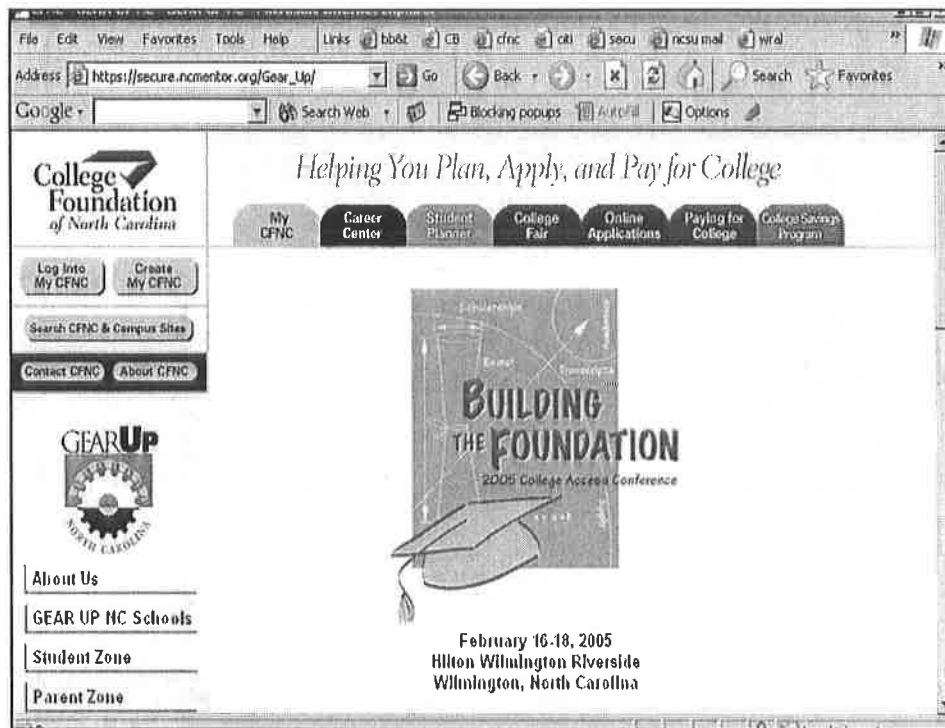 File Edit View Favorites Tools Help Links bb&t CB cfnc citi secu ncsu mail wral
Address https://secure.ncmentor.org/Gear_Up/ Go Back Search Favorites
Google Search Web Blocking popups AutoFill Options
College
Foundation
of North Carolina
Helping You Plan, Apply, and Pay for College
My
CFNC
Career
Center
Student
Planner
College
Fair
Online
Applications
Paying for
College
College Savings
Program
Log Into
My CFNC
Create
My CFNC
Search CFNC & Campus Sites
Contact CFNC About CFNC
GEARUP
NORTH CAROLINA
About Us
GEAR UP NC Schools
Student Zone
Parent Zone
Scholarships
Transcripts
BUILDING
THE FOUNDATION
2005 College Access Conference
February 16-18, 2005
Hilton Wilmington Riverside
Wilmington, North Carolina